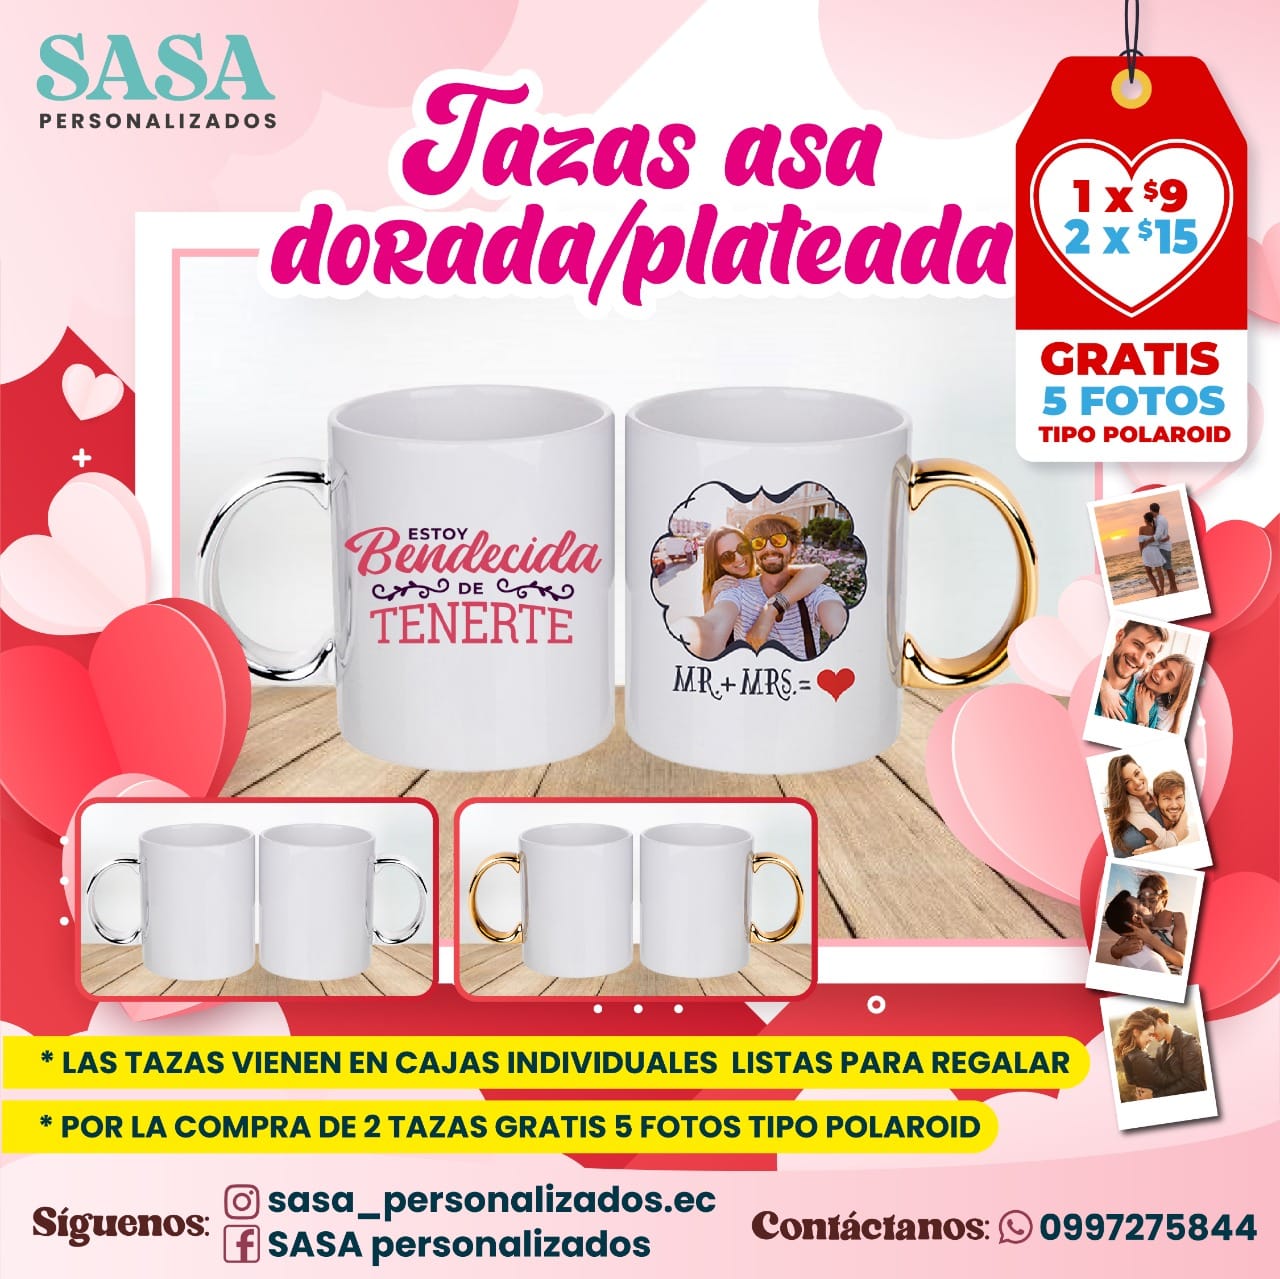 SASA
PERSONALIZADOS
Tazas asa
dorada/plateada
1 x $9
2 x $15
GRATIS
5 FOTOS
TIPO POLAROID
ESTOY
Bendecida
DE
TENERTE
MR.+MRS.=
* LAS TAZAS VIENEN EN CAJAS INDIVIDUALES LISTAS PARA REGALAR
* POR LA COMPRA DE 2 TAZAS GRATIS 5 FOTOS TIPO POLAROID
Síguenos: sasa_personalizados.ec
SASA personalizados
Contáctanos: 0997275844